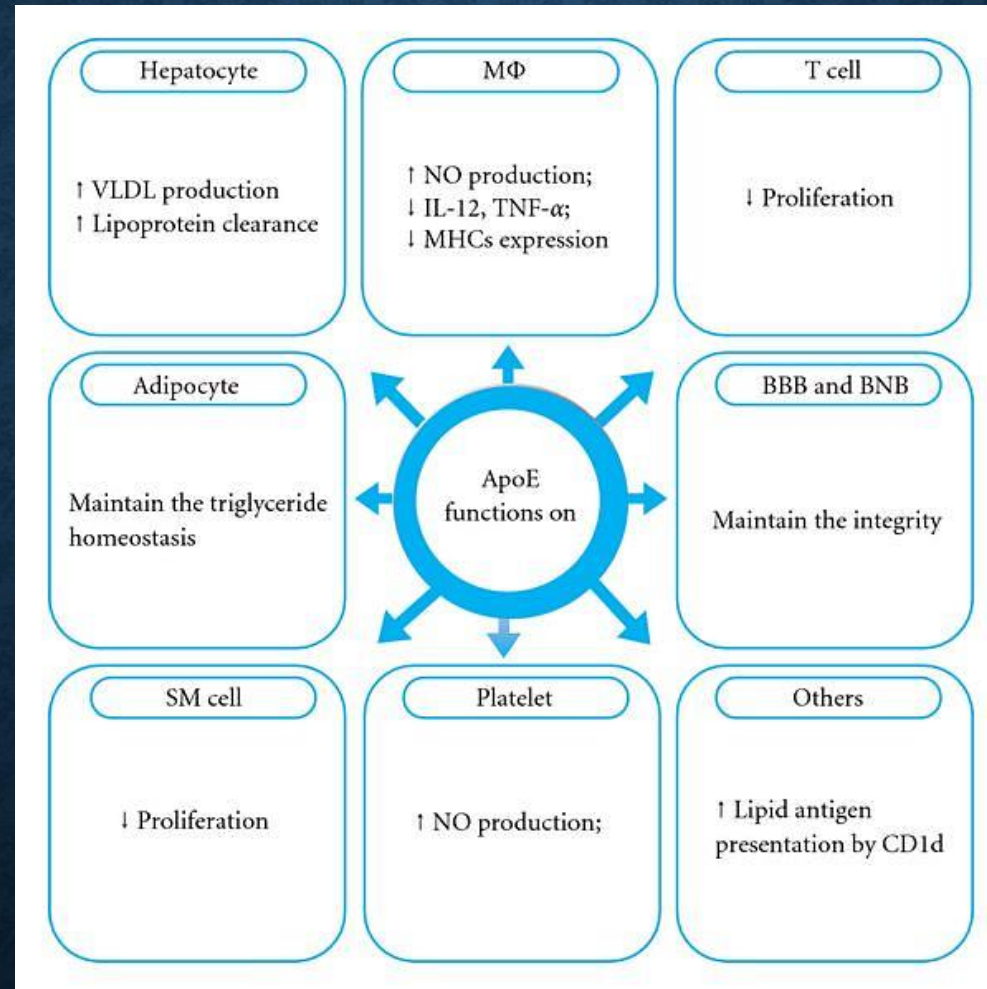 Hepatocyte
↑ VLDL production
↑ Lipoprotein clearance
MΦ
↑ NO production;
↓ IL-12, TNF-α;
↓ MHCs expression
T cell
↓ Proliferation
Adipocyte
Maintain the triglyceride
homeostasis
ApoE
functions on
BBB and BNB
Maintain the integrity
SM cell
↓ Proliferation
Platelet
↑ NO production;
Others
↑ Lipid antigen
presentation by CD1d